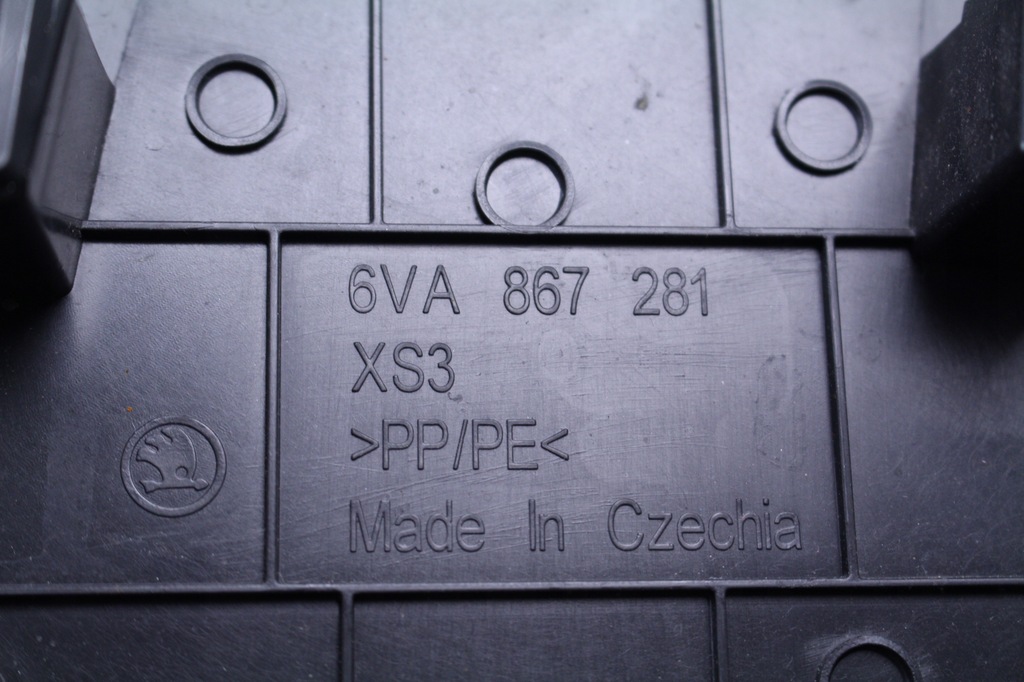 6VA 867 281
XS3
>PP/PE<
Made In Czechia